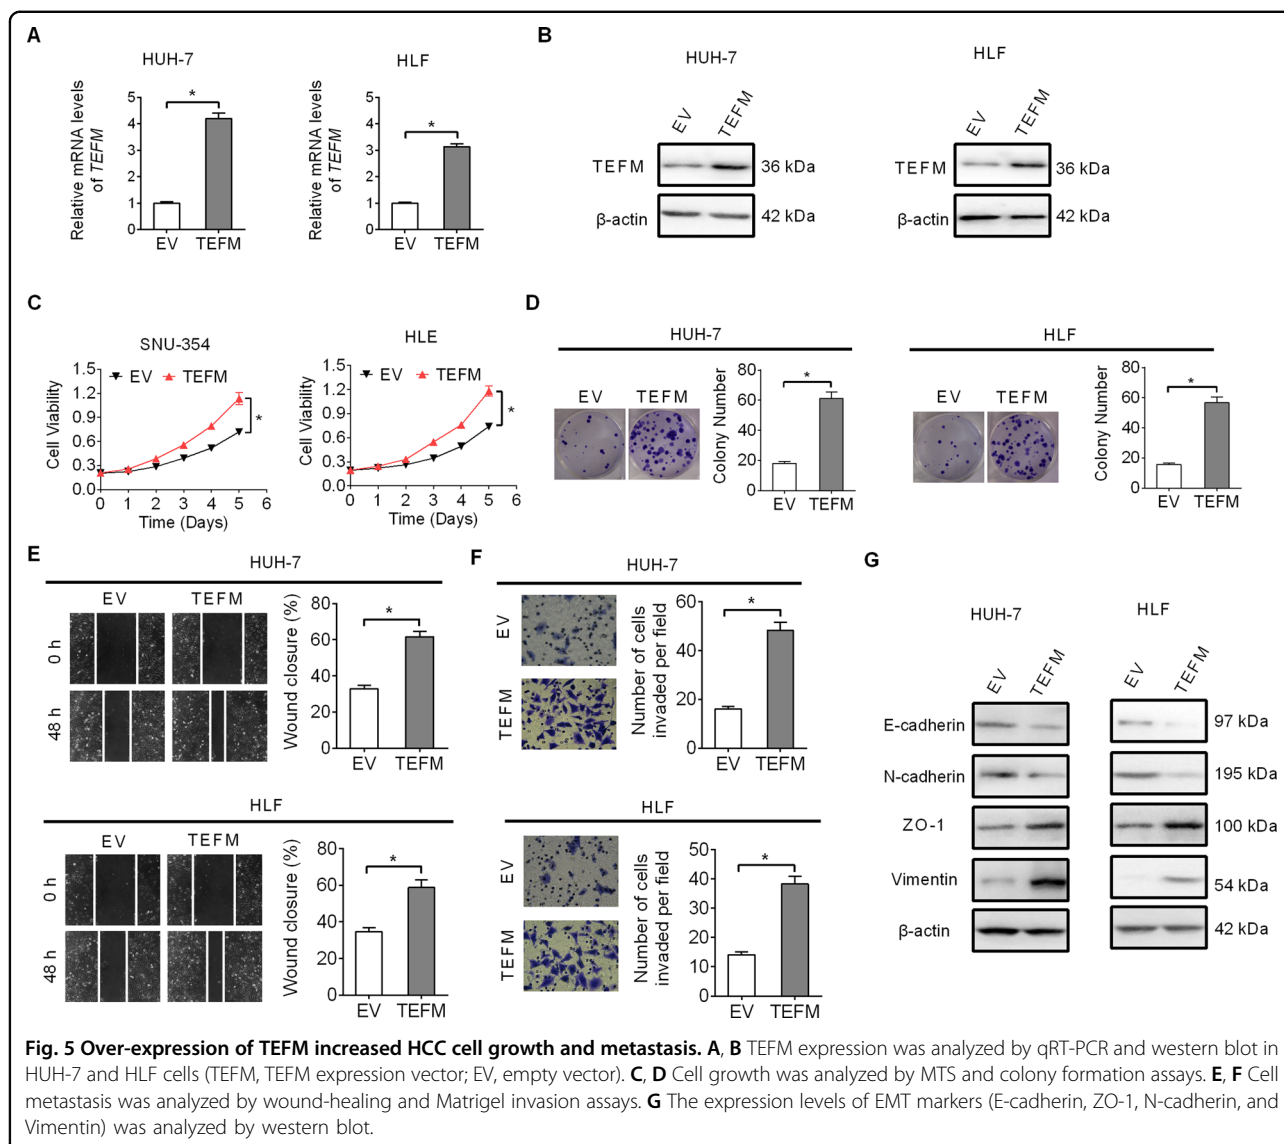 A
HUH-7
Relative mRNA levels
of TEFM
5
4
3
2
1
0
*
EV TEFM
HLF
Relative mRNA levels
of TEFM
5
4
3
2
1
0
*
EV TEFM
B
HUH-7
EV TEFM
TEFM 36 kDa
β-actin 42 kDa
HLF
EV TEFM
TEFM 36 kDa
β-actin 42 kDa
C
SNU-354
EV TEFM
Cell Viability
1.5
1.2
0.9
0.6
0.3
0.0
*
0 1 2 3 4 5 6
Time (Days)
HLE
EV TEFM
Cell Viability
1.5
1.2
0.9
0.6
0.3
0.0
*
0 1 2 3 4 5 6
Time (Days)
D
HUH-7
EV TEFM
Colony Number
80
60
40
20
0
*
EV TEFM
HLF
EV TEFM
Colony Number
80
60
40
20
0
*
EV TEFM
E
HUH-7
EV TEFM
0 h
48 h
Wound closure (%)
80
60
40
20
0
*
EV TEFM
HLF
EV TEFM
0 h
48 h
Wound closure (%)
80
60
40
20
0
*
EV TEFM
F
HUH-7
EV
TEFM
Number of cells
invaded per field
60
40
20
0
*
EV TEFM
HLF
EV
TEFM
Number of cells
invaded per field
50
40
30
20
10
0
*
EV TEFM
G
HUH-7 HLF
EV TEFM EV TEFM
E-cadherin 97 kDa
N-cadherin 195 kDa
ZO-1 100 kDa
Vimentin 54 kDa
β-actin 42 kDa
Fig. 5 Over-expression of TEFM increased HCC cell growth and metastasis. A, B TEFM expression was analyzed by qRT-PCR and western blot in
HUH-7 and HLF cells (TEFM, TEFM expression vector; EV, empty vector). C, D Cell growth was analyzed by MTS and colony formation assays. E, F Cell
metastasis was analyzed by wound-healing and Matrigel invasion assays. G The expression levels of EMT markers (E-cadherin, ZO-1, N-cadherin, and
Vimentin) was analyzed by western blot.